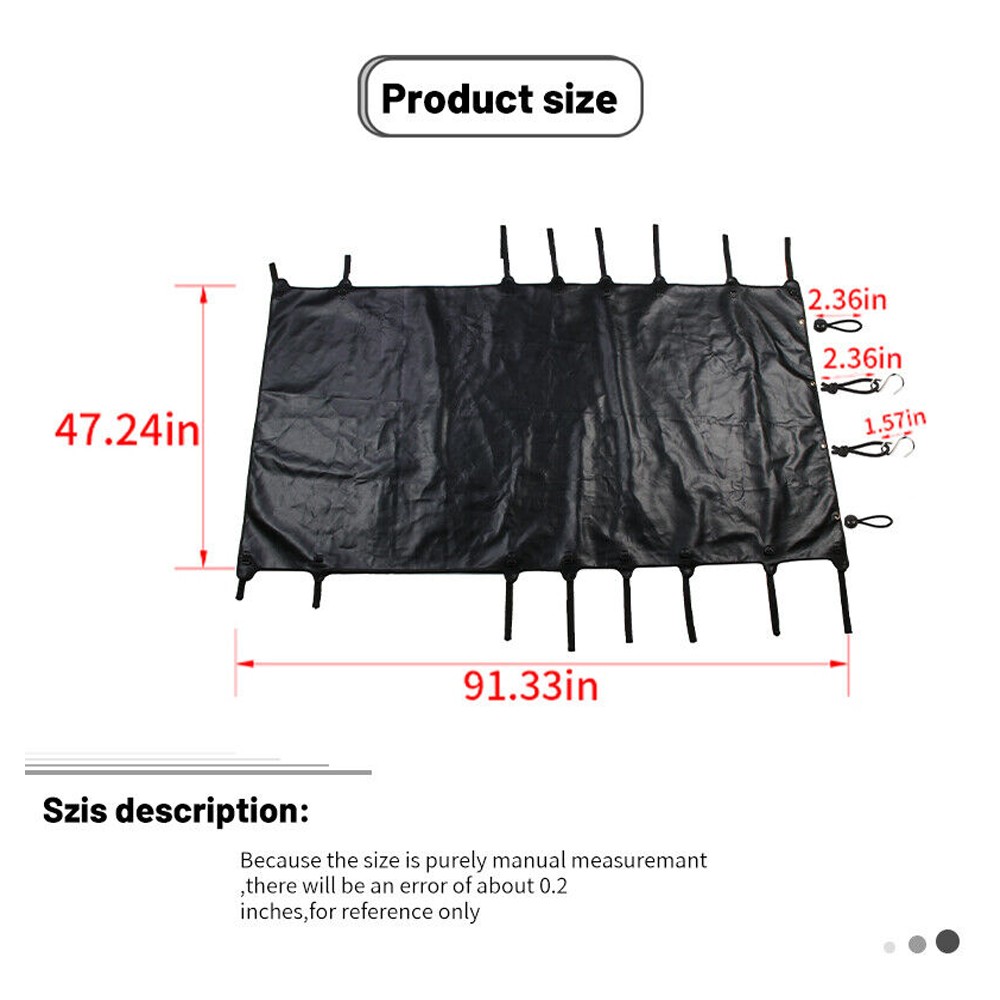 Product size
2.36in
2.36in
1.57in
47.24in
91.33in
Szis description:
Because the size is purely manual measuremant
,there will be an error of about 0.2
inches,for reference only